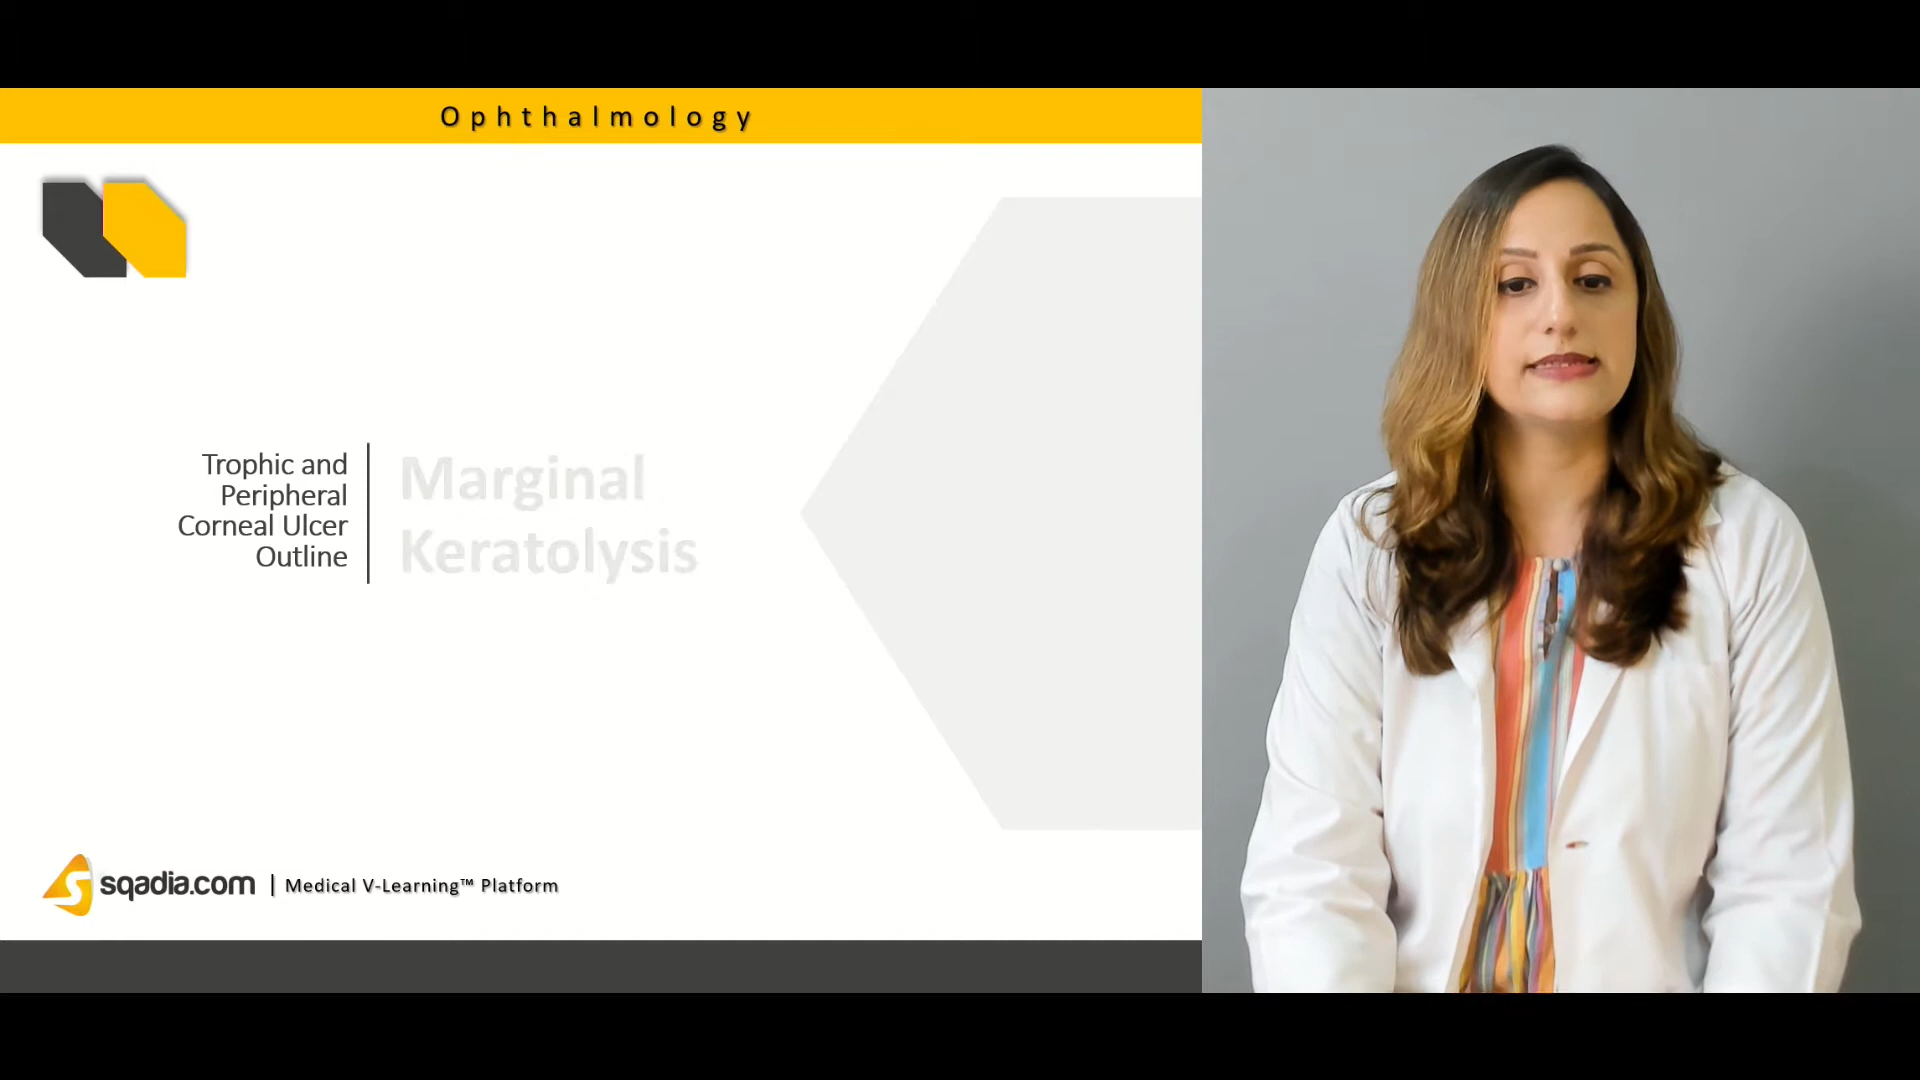 Ophthalmology
Trophic and
Peripheral
Corneal Ulcer
Outline
Marginal
Keratolysis
sqadia.com | Medical V-Learning™ Platform